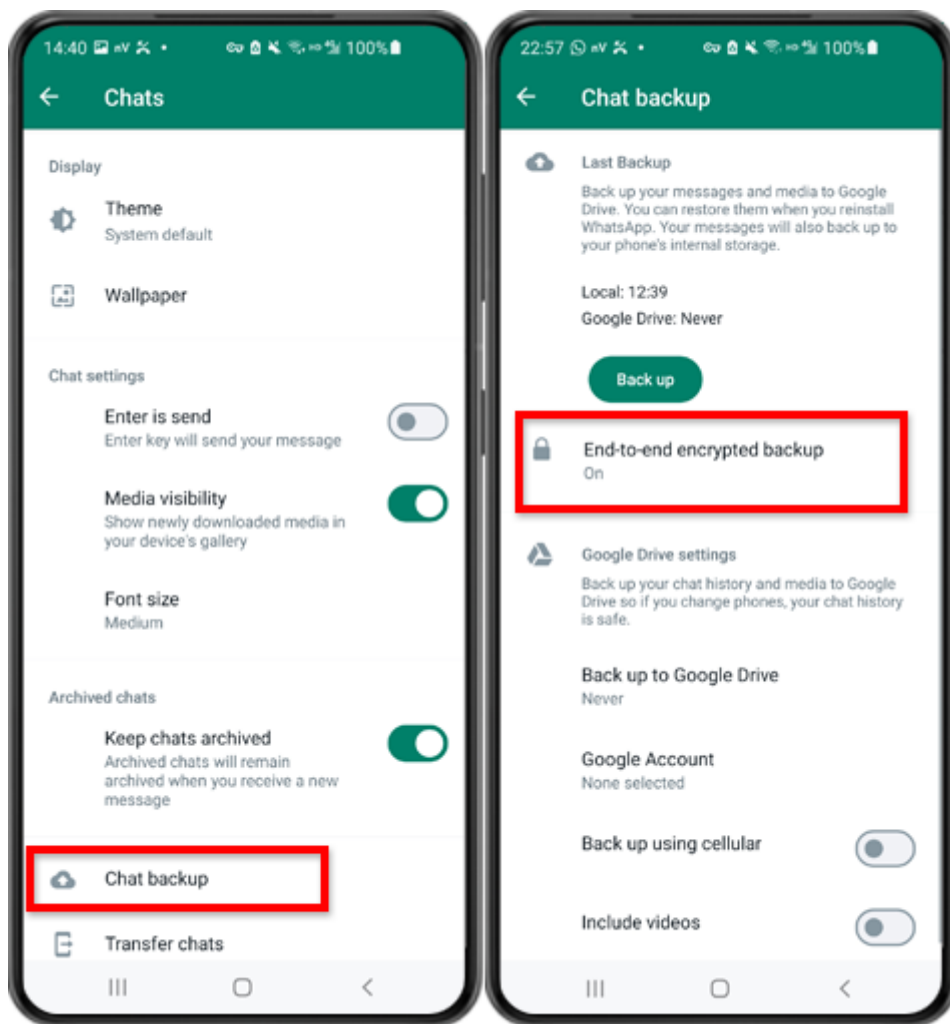 14:40
100%
Chats
Display
Theme
System default
Wallpaper
Chat settings
Enter is send
Enter key will send your message
Media visibility
Show newly downloaded media in
your device's gallery
Font size
Medium
Archived chats
Keep chats archived
Archived chats will remain
archived when you receive a new
message
Chat backup
Transfer chats
22:57
100%
Chat backup
Last Backup
Back up your messages and media to Google
Drive. You can restore them when you reinstall
WhatsApp. Your messages will also back up to
your phone's internal storage.
Local: 12:39
Google Drive: Never
Back up
End-to-end encrypted backup
On
Google Drive settings
Back up your chat history and media to Google
Drive so if you change phones, your chat history
is safe.
Back up to Google Drive
Never
Google Account
None selected
Back up using cellular
Include videos